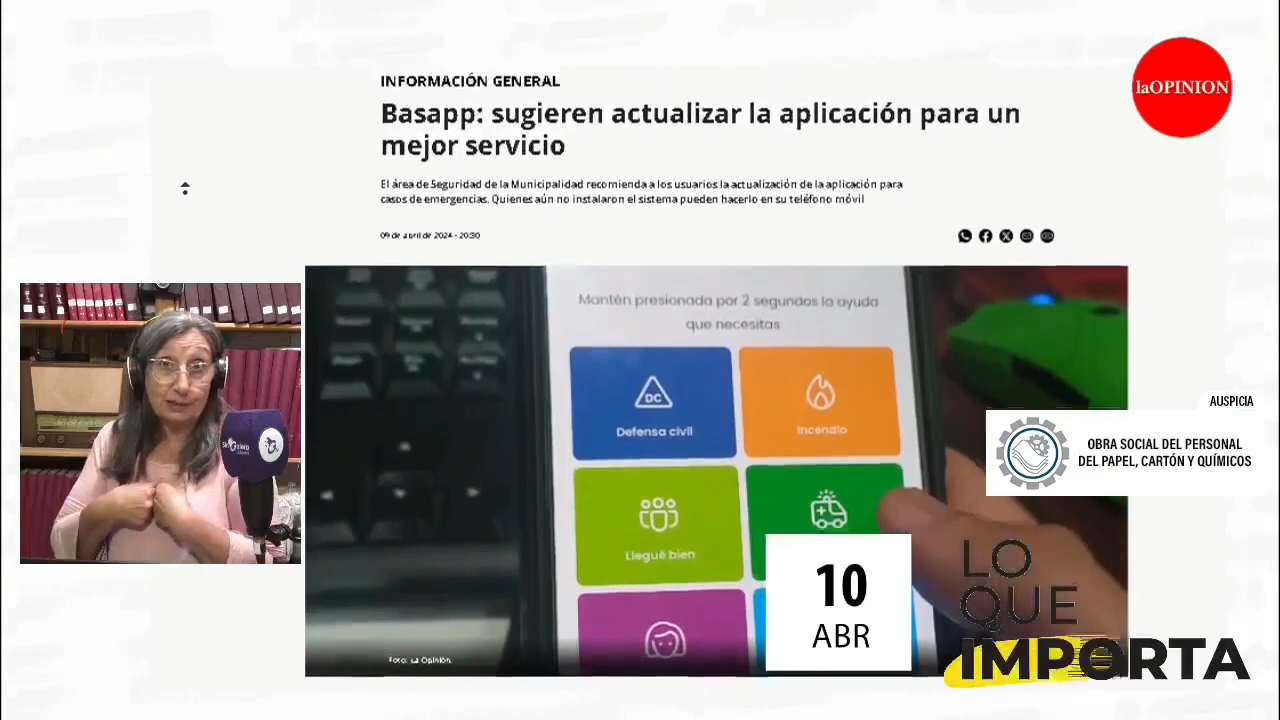 INFORMACIÓN GENERAL
Basapp: sugieren actualizar la aplicación para un
mejor servicio
El área de Seguridad de la Municipalidad recomienda a los usuarios la actualización de la aplicación para
casos de emergencias. Quienes aún no instalaron el sistema pueden hacerlo en su teléfono móvil
09 de abril de 2024 - 20:30
laOPINION
Mantén presionada por 2 segundos la ayuda
que necesitas
DC
Defensa civil
Incendio
Llegué bien
Foto: La Opinión.
AUSPICIA
OBRA SOCIAL DEL PERSONAL
DEL PAPEL, CARTÓN Y QUÍMICOS
10
ABR
LO
QUE
IMPORTA